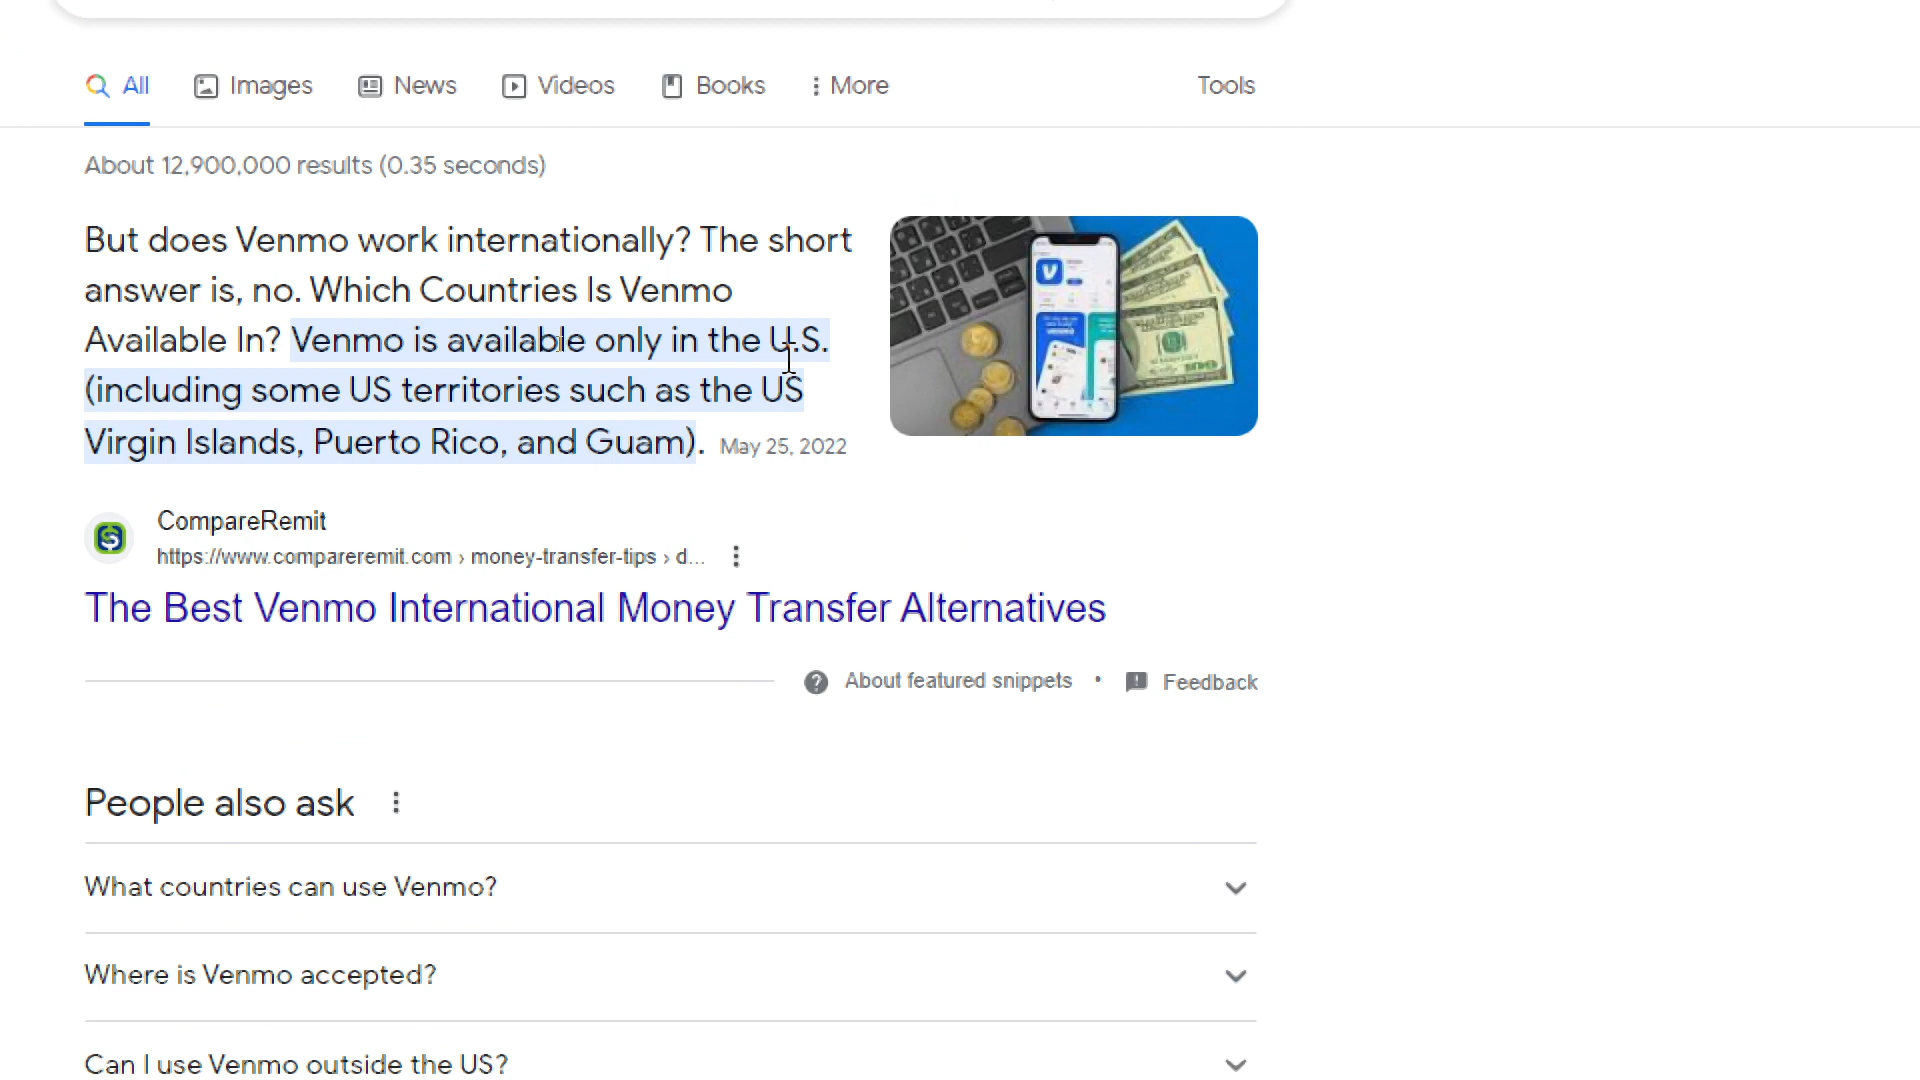 All Images News Videos Books More Tools
About 12,900,000 results (0.35 seconds)
But does Venmo work internationally? The short
answer is, no. Which Countries Is Venmo
Available In? Venmo is available only in the U.S.
(including some US territories such as the US
Virgin Islands, Puerto Rico, and Guam). May 25, 2022
CompareRemit
https://www.compareremit.com › money-transfer-tips › d...
The Best Venmo International Money Transfer Alternatives
About featured snippets • Feedback
People also ask
What countries can use Venmo?
Where is Venmo accepted?
Can I use Venmo outside the US?